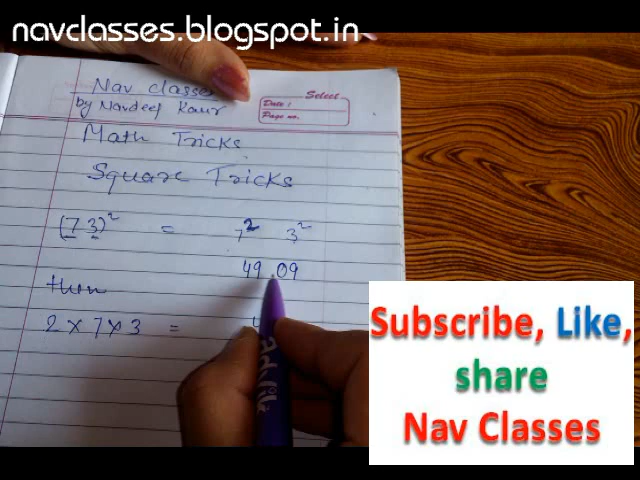 navclasses.blogspot.in
Nav classes
by Navdeep Kaur
Select
Date :
Page no.
Math Tricks
Square Tricks
(73)² = 7² 3²
49.09
then
2 × 7 × 3 = 4
Subscribe, Like,
share
Nav Classes